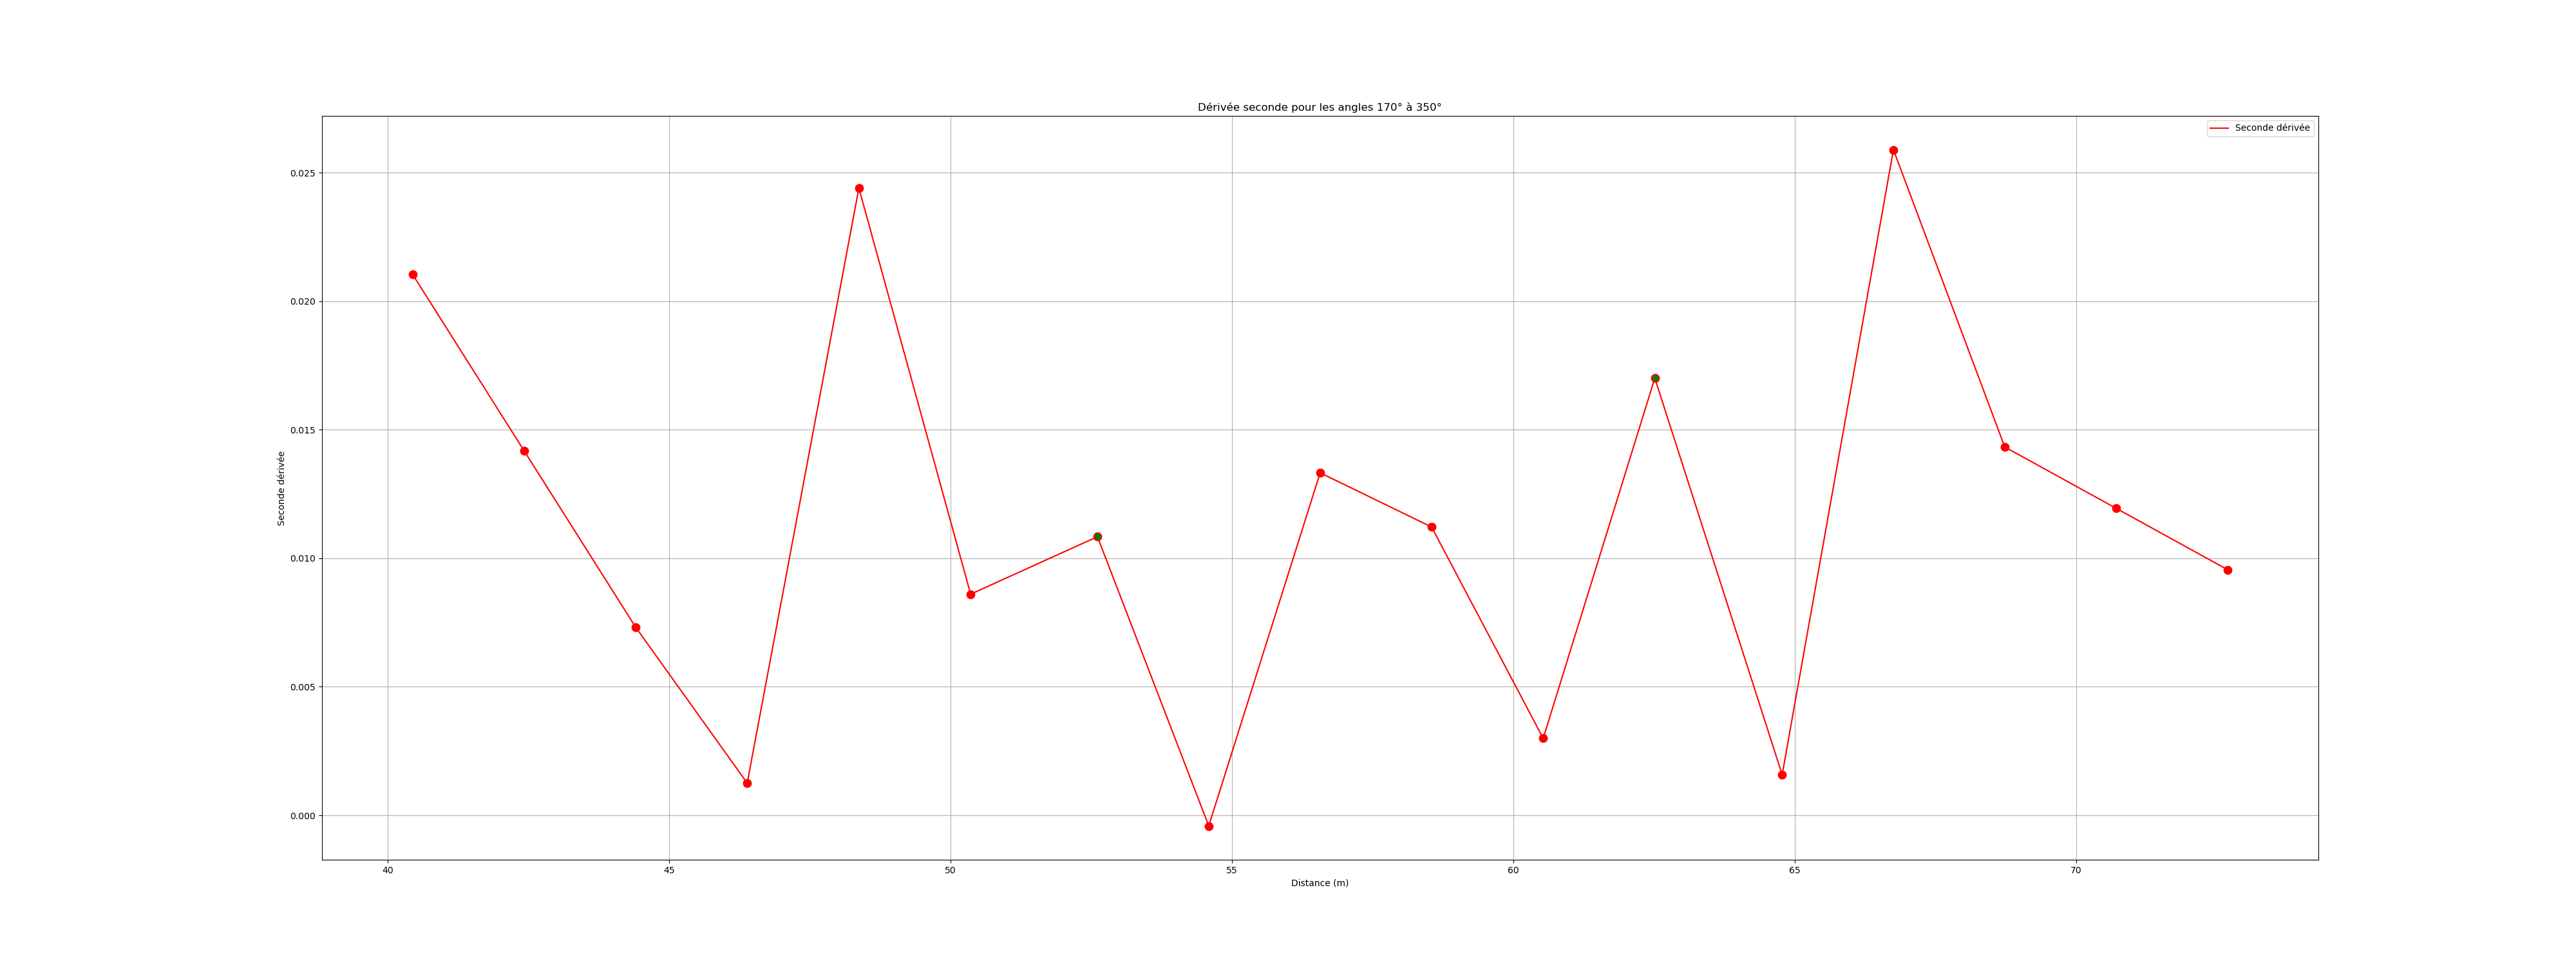 Dérivée seconde pour les angles 170° à 350°
Seconde dérivée
0.025
0.020
0.015
0.010
0.005
0.000
Seconde dérivée
40 45 50 55 60 65 70
Distance (m)